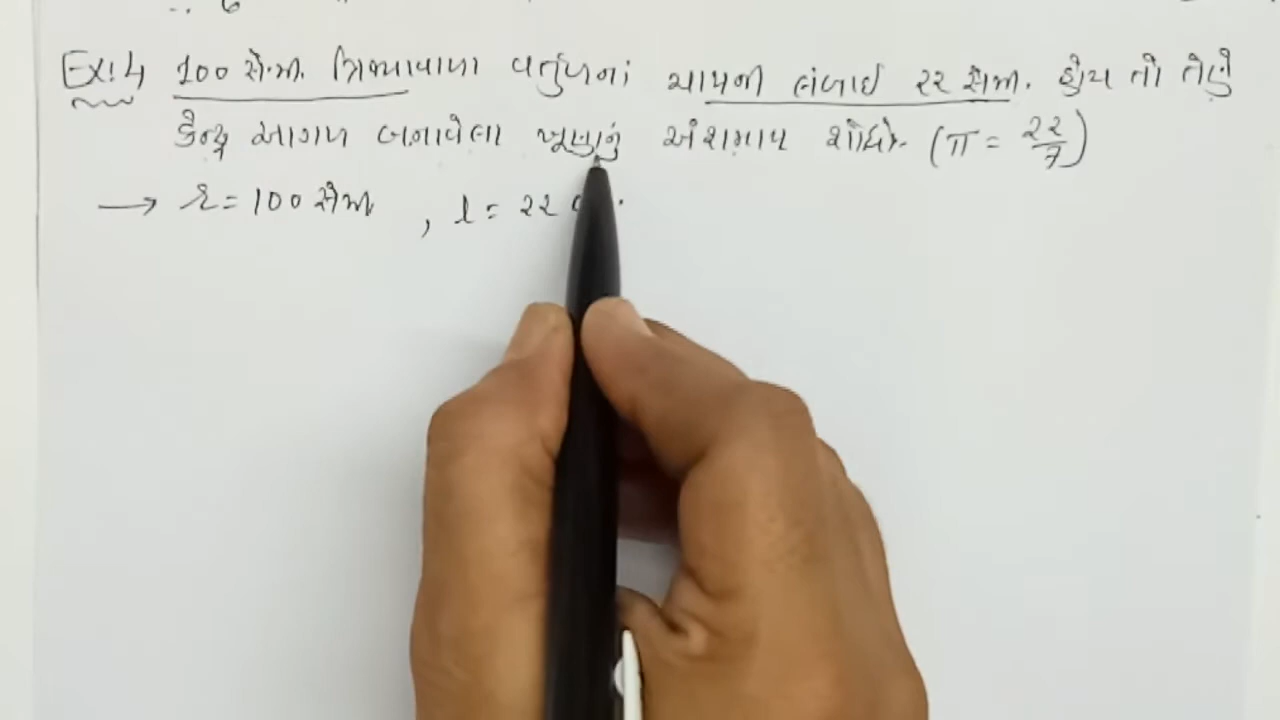 Ex:4 100 સે.મી. ત્રિજ્યાવાળા વર્તુળનાં ચાપની લંબાઈ 22 સેમી. હોય તો તેણે
કેન્દ્ર આગળ બનાવેલા ખૂણાનું અંશમાપ શોધો. (π = 22/7)
→ r = 100 સેમી , l = 22